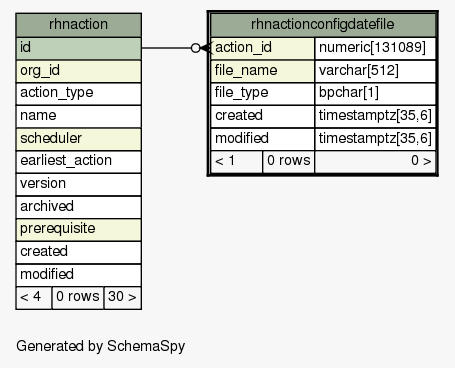 rhnaction
id
org_id
action_type
name
scheduler
earliest_action
version
archived
prerequisite
created
modified
< 4 0 rows 30 >
rhnactionconfigdatefile
action_id numeric[131089]
file_name varchar[512]
file_type bpchar[1]
created timestamptz[35,6]
modified timestamptz[35,6]
< 1 0 rows 0 >
Generated by SchemaSpy